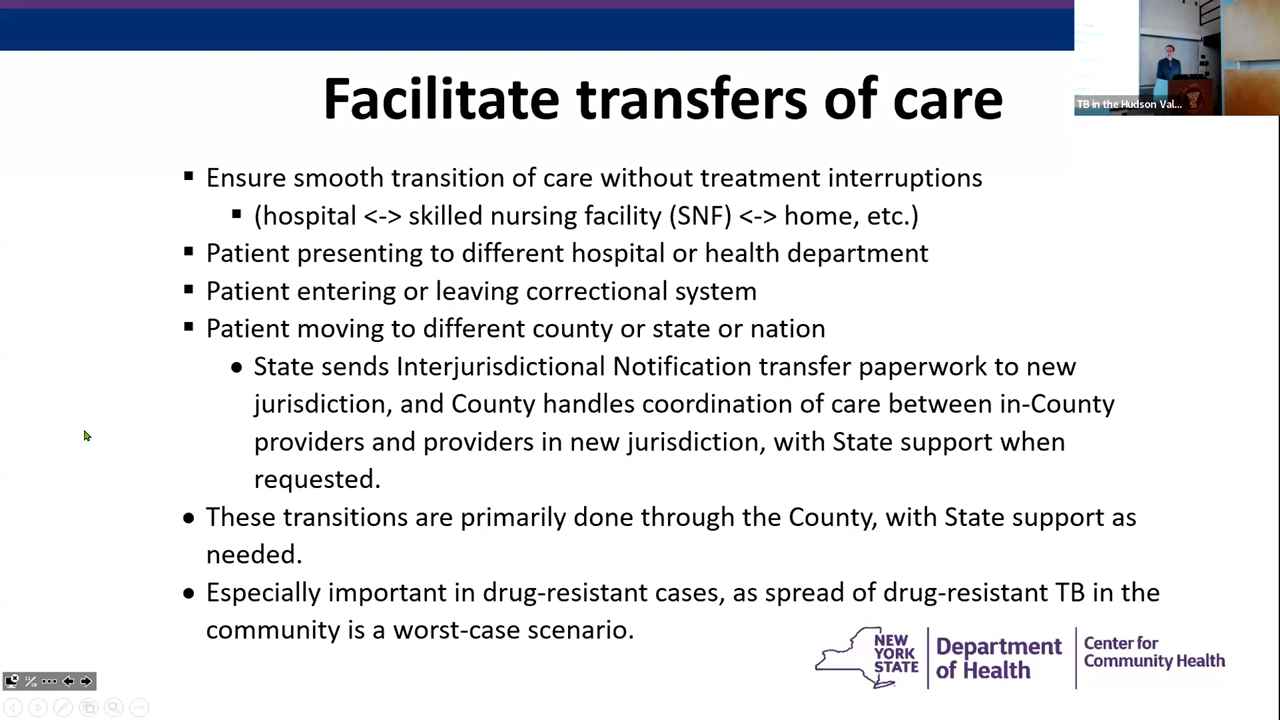 Facilitate transfers of care
TB in the Hudson Val...
▪ Ensure smooth transition of care without treatment interruptions
▪ (hospital <-> skilled nursing facility (SNF) <-> home, etc.)
▪ Patient presenting to different hospital or health department
▪ Patient entering or leaving correctional system
▪ Patient moving to different county or state or nation
• State sends Interjurisdictional Notification transfer paperwork to new
jurisdiction, and County handles coordination of care between in-County
providers and providers in new jurisdiction, with State support when
requested.
• These transitions are primarily done through the County, with State support as
needed.
• Especially important in drug-resistant cases, as spread of drug-resistant TB in the
community is a worst-case scenario.
NEW
YORK
STATE
Department
of Health
Center for
Community Health